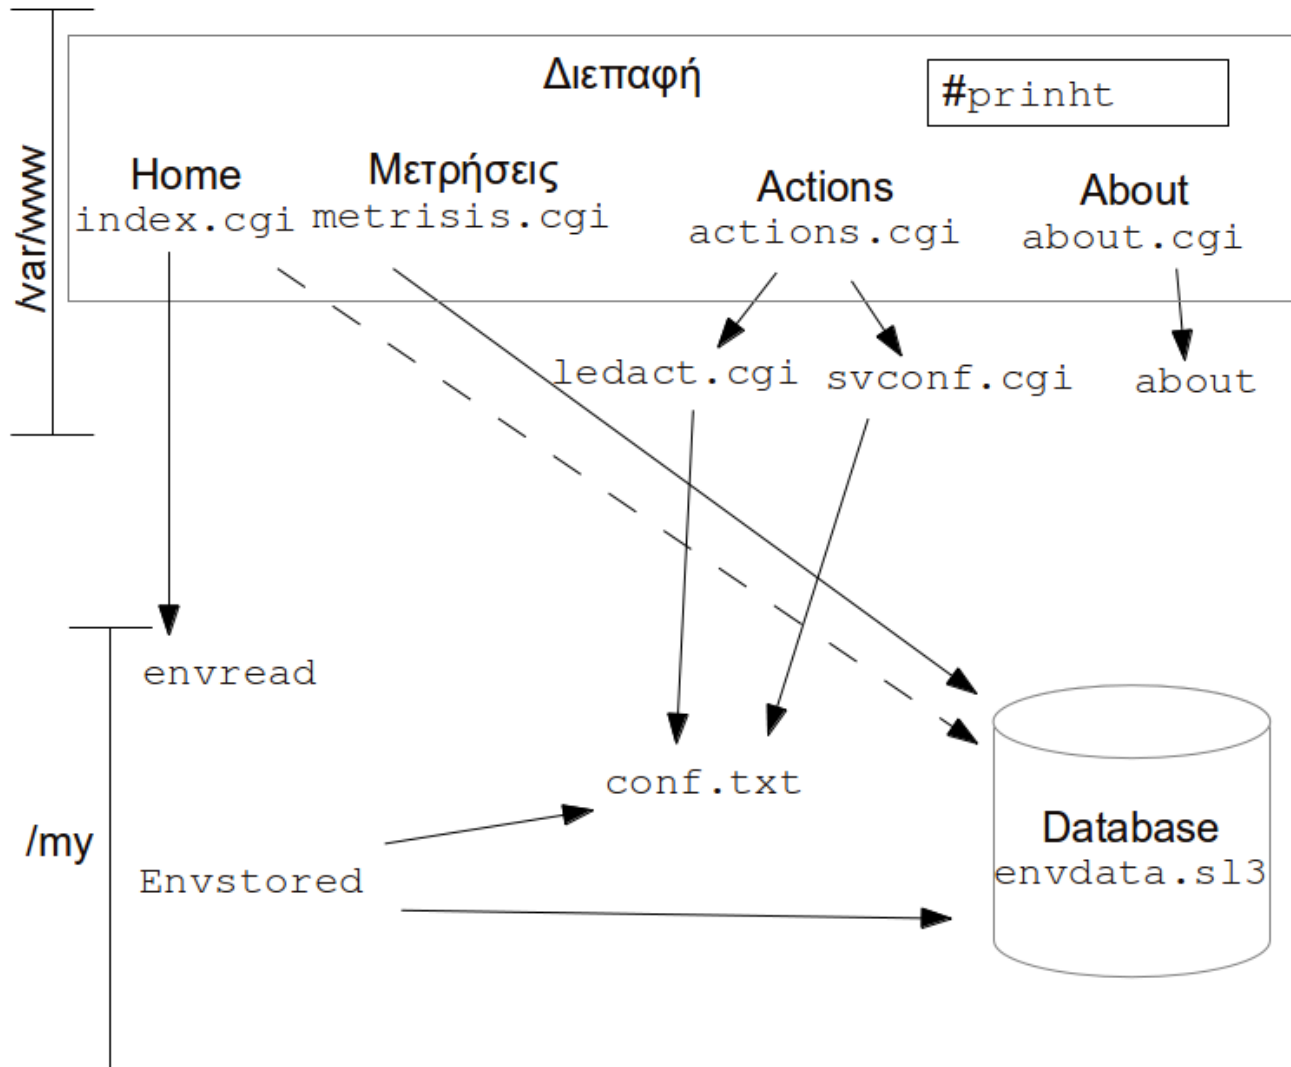 Διεπαφή
#prinht
Home
Μετρήσεις
Actions
About
index.cgi
metrisis.cgi
actions.cgi
about.cgi
/var/www
ledact.cgi
svconf.cgi
about
envread
conf.txt
/my
Envstored
Database
envdata.sl3